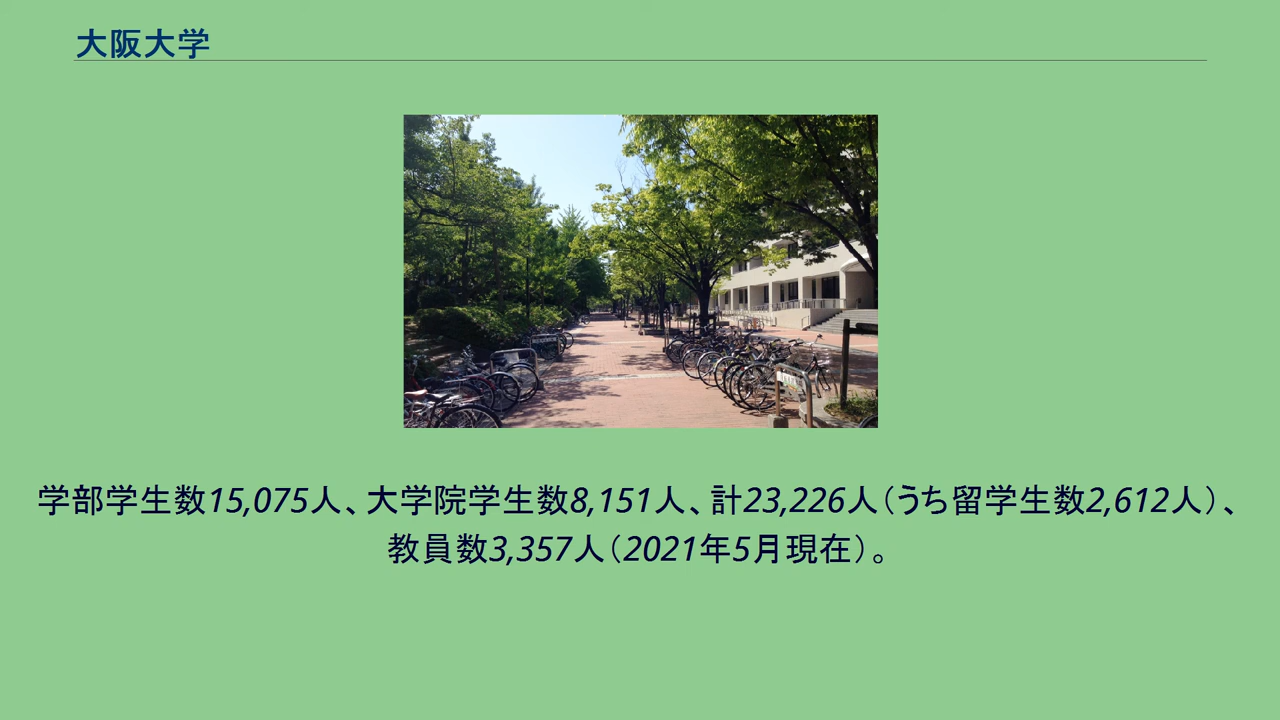 大阪大学
学部学生数15,075人、大学院学生数8,151人、計23,226人（うち留学生数2,612人）、
教員数3,357人（2021年5月現在）。